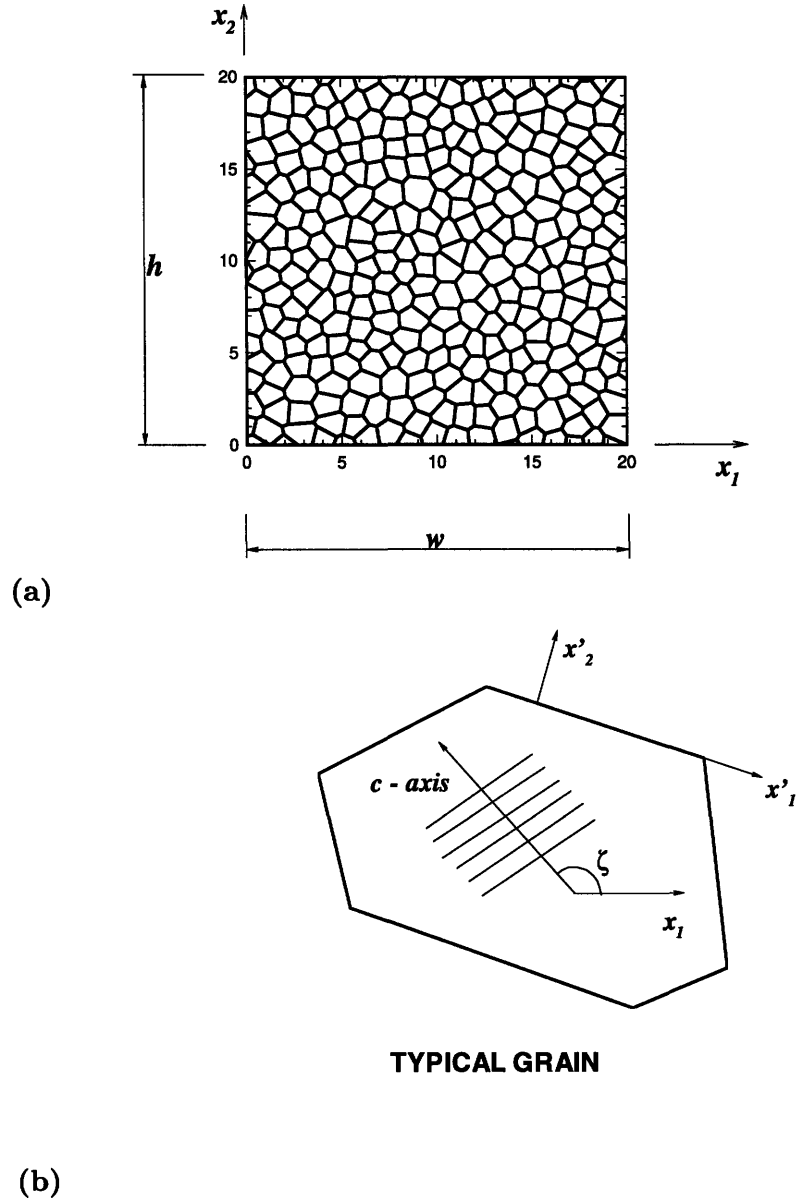 x₂
20
15
10
h
5
0
0 5 10 15 20
x₁
w
(a)
x'₂
c - axis
x'₁
ζ
x₁
TYPICAL GRAIN
(b)